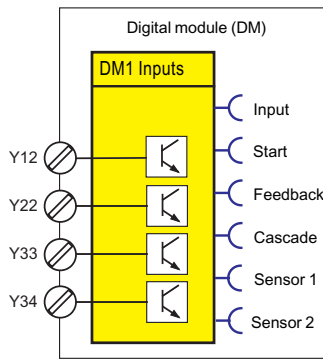 Digital module (DM)
DM1 Inputs
Input
Start
Y12
Feedback
Y22
Cascade
Y33
Sensor 1
Y34
Sensor 2